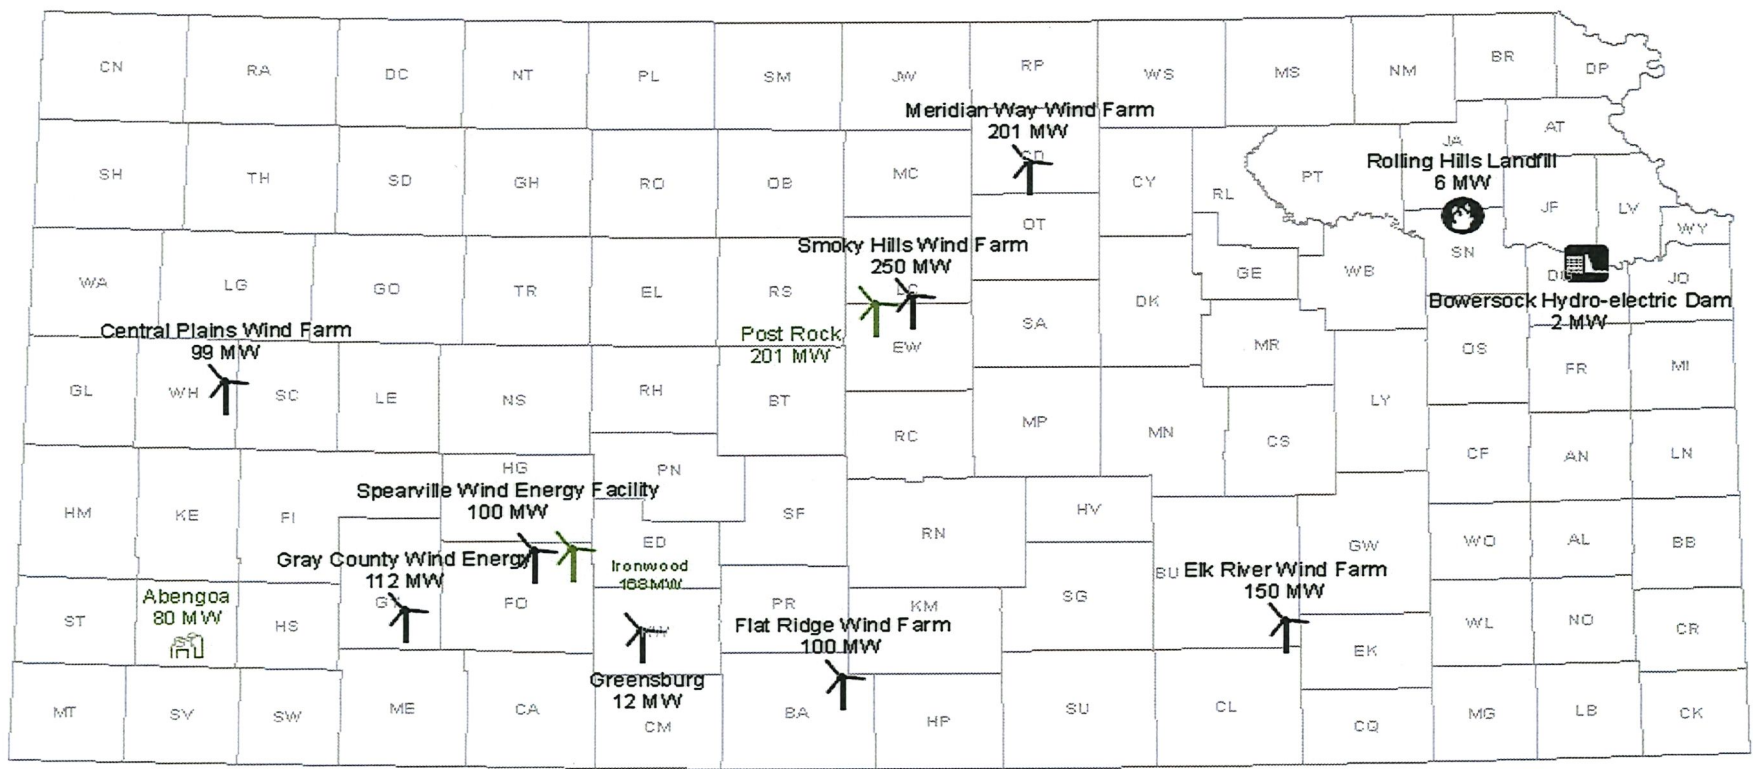 CN RA DC NT PL SM JW RP WS MS NM BR DP
Meridian Way Wind Farm
201 MW
CD
JA AT
Rolling Hills Landfill
6 MW
SH TH SD GH RO OB MC CY RL PT JF LV
OT
WY
Smoky Hills Wind Farm
250 MW
SN
WA LG GO TR EL RS DK GE WB JO
Bowersock Hydro-electric Dam
2 MW
Post Rock
201 MW
EW SA MR OS
Central Plains Wind Farm
99 MW
GL WH SC LE NS RH BT RC MP MN CS LY FR MI
HG PN CF AN LN
Spearville Wind Energy Facility
100 MW
HM KE FI SF RN HV
ED GW WO AL BB
Gray County Wind Energy
112 MW
Ironwood
168MW
BU Elk River Wind Farm
150 MW
Abengoa
80 MW
ST HS FO PR KM SG WL NO CR
Flat Ridge Wind Farm
100 MW
EK
Greensburg
12 MW
MT SV SW ME CA CM BA HP SU CL CQ MG LB CK